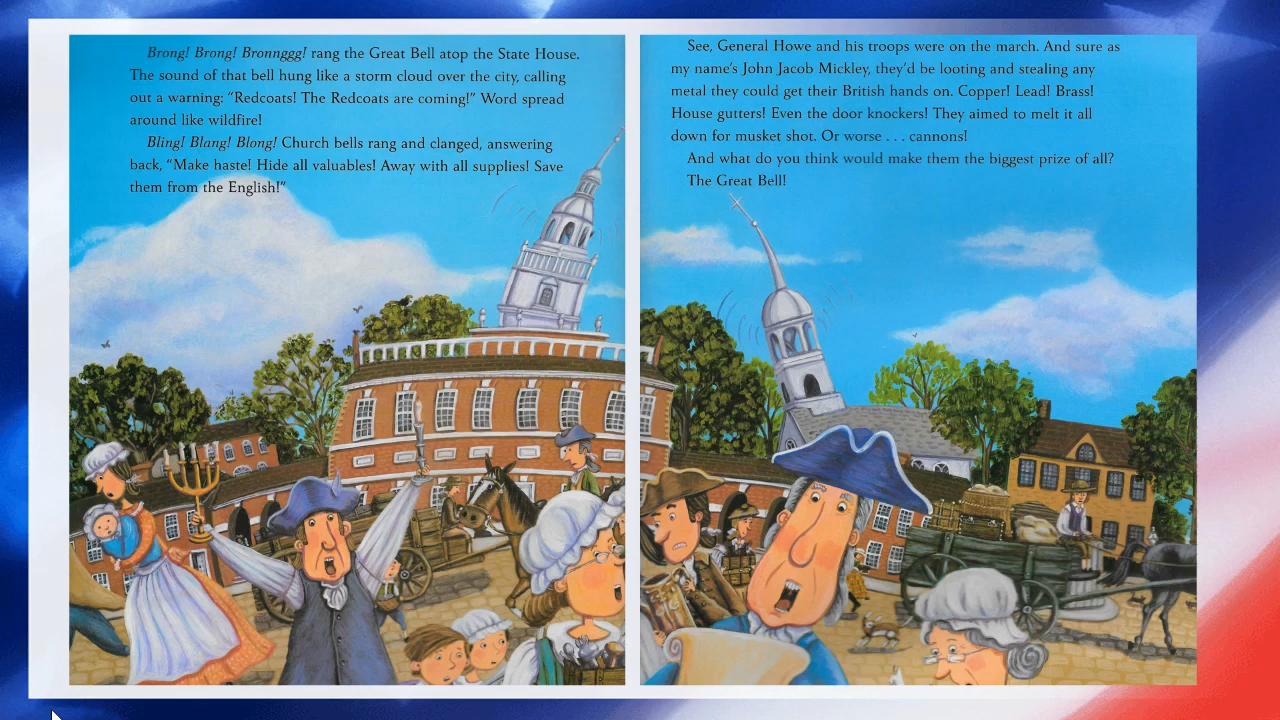 Brong! Brong! Bronnggg! rang the Great Bell atop the State House.
The sound of that bell hung like a storm cloud over the city, calling
out a warning: “Redcoats! The Redcoats are coming!” Word spread
around like wildfire!
Bling! Blang! Blong! Church bells rang and clanged, answering
back, “Make haste! Hide all valuables! Away with all supplies! Save
them from the English!”
See, General Howe and his troops were on the march. And sure as
my name’s John Jacob Mickley, they’d be looting and stealing any
metal they could get their British hands on. Copper! Lead! Brass!
House gutters! Even the door knockers! They aimed to melt it all
down for musket shot. Or worse . . . cannons!
And what do you think would make them the biggest prize of all?
The Great Bell!